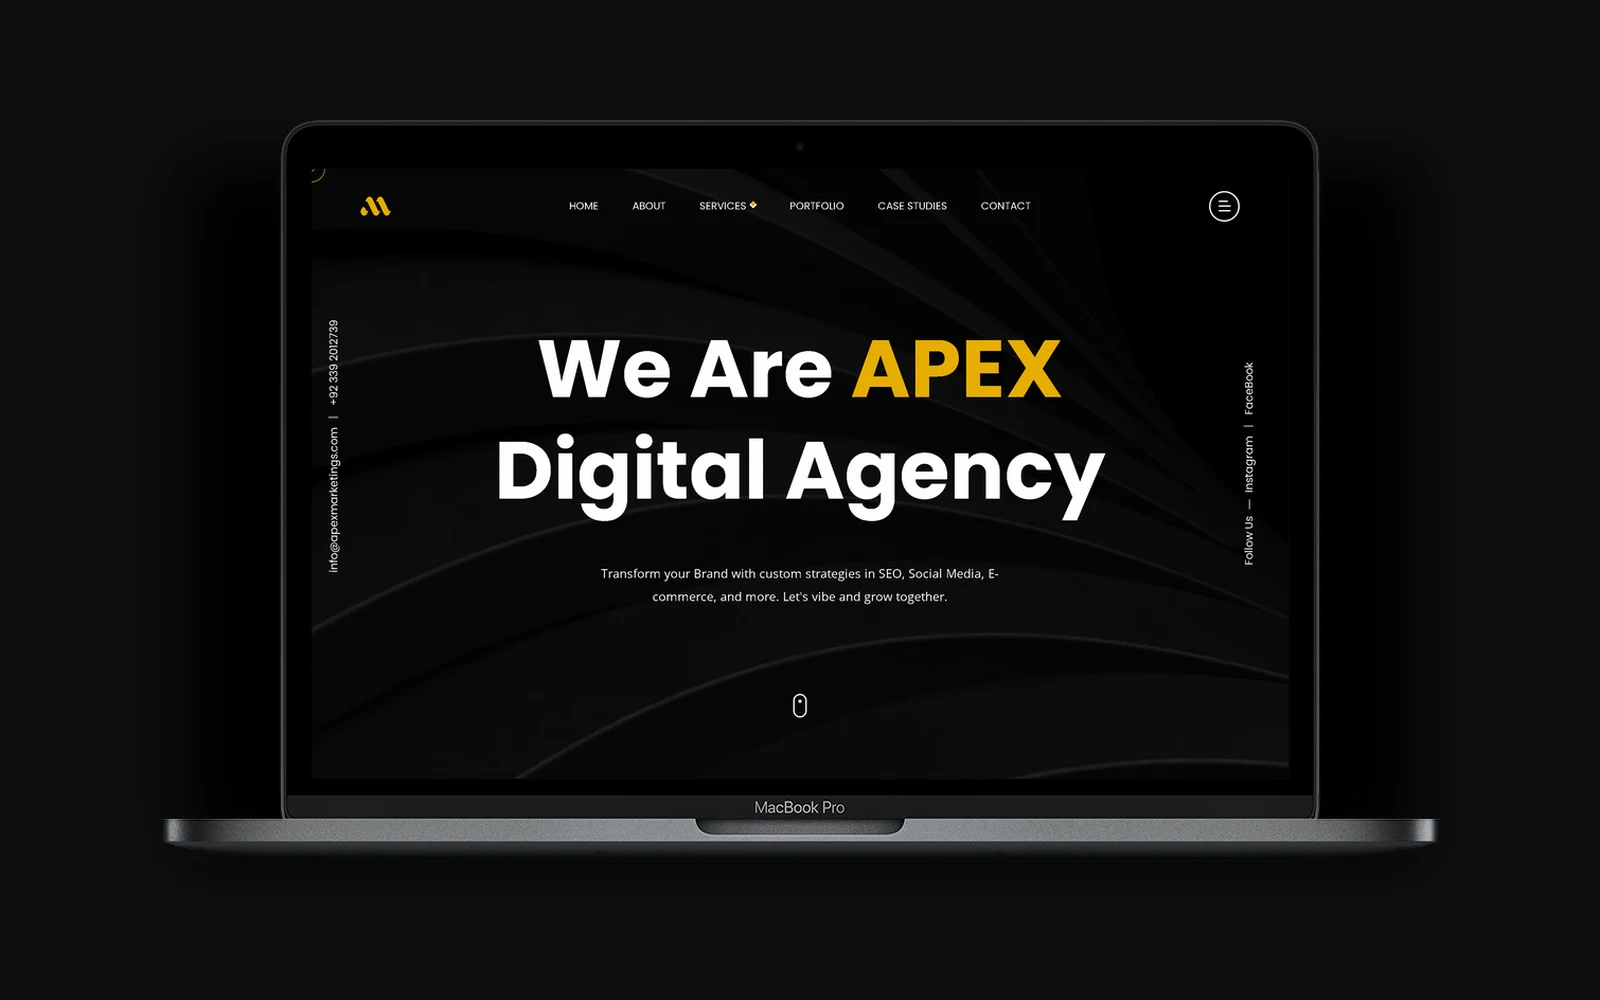 HOME ABOUT SERVICES PORTFOLIO CASE STUDIES CONTACT
info@apexmarketings.com | +92 339 2012739
We Are APEX
Digital Agency
Transform your Brand with custom strategies in SEO, Social Media, E-
commerce, and more. Let's vibe and grow together.
Follow Us — Instagram | FaceBook
MacBook Pro